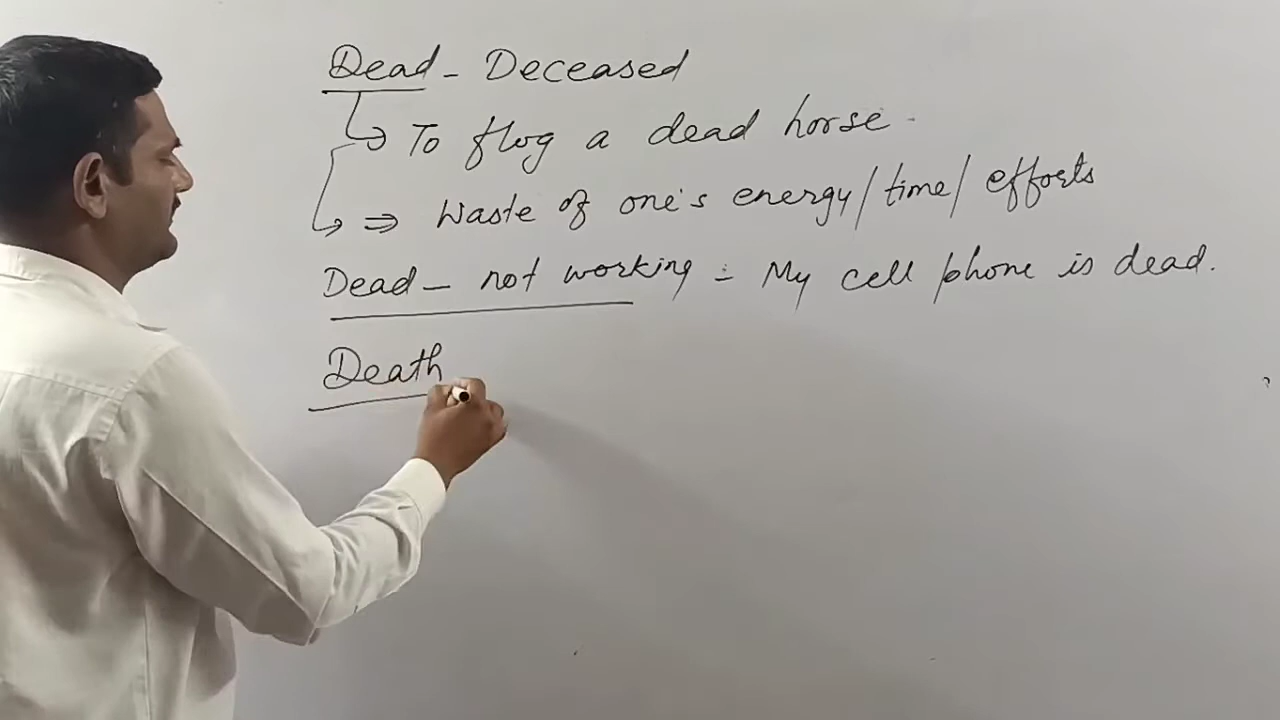 Dead - Deceased
To flog a dead horse.
⇒ Waste of one's energy/time/efforts
Dead - not working - My cell phone is dead.
Death